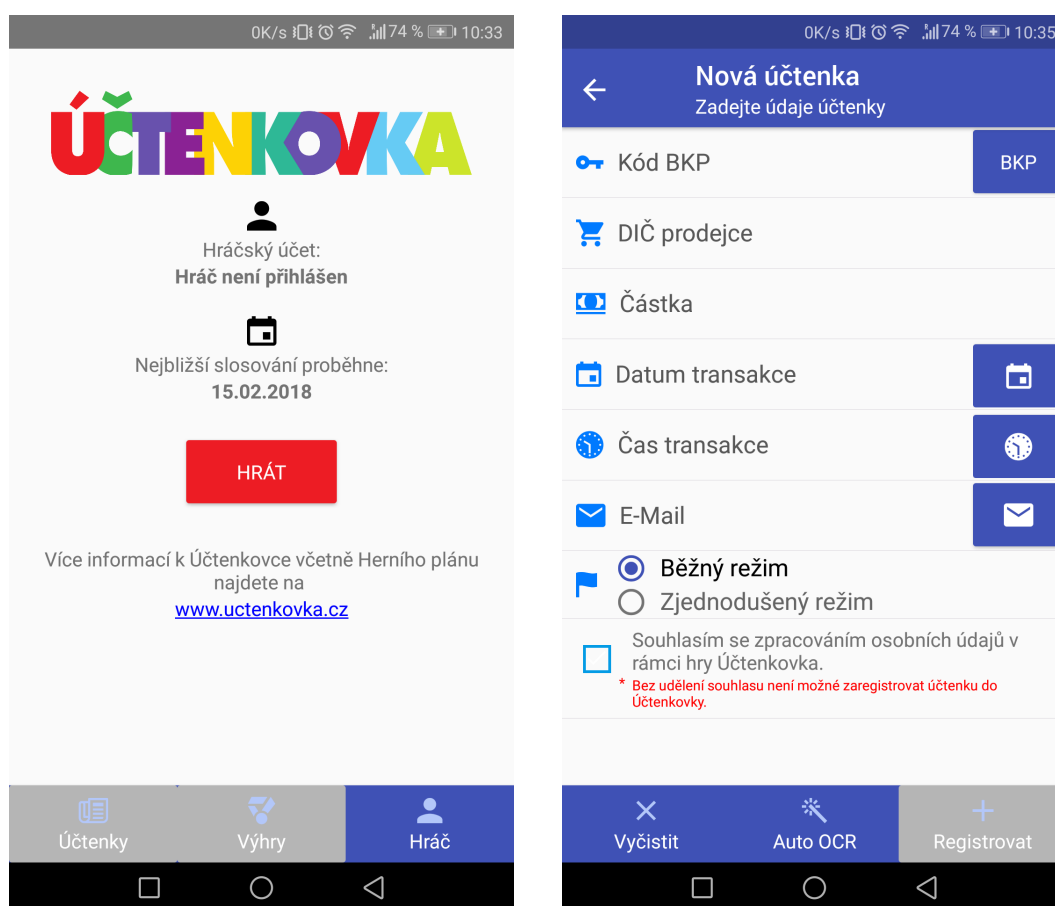 0K/s 74 % 10:33
ÚČTENKOVKA
Hráčský účet:
Hráč není přihlášen
Nejbližší slosování proběhne:
15.02.2018
HRÁT
Více informací k Účtenkovce včetně Herního plánu
najdete na
www.uctenkovka.cz
Účtenky
Výhry
Hráč
0K/s 74 % 10:35
Nová účtenka
Zadejte údaje účtenky
Kód BKP
BKP
DIČ prodejce
Částka
Datum transakce
Čas transakce
E-Mail
Běžný režim
Zjednodušený režim
Souhlasím se zpracováním osobních údajů v
rámci hry Účtenkovka.
* Bez udělení souhlasu není možné zaregistrovat účtenku do
Účtenkovky.
Vyčistit
Auto OCR
Registrovat